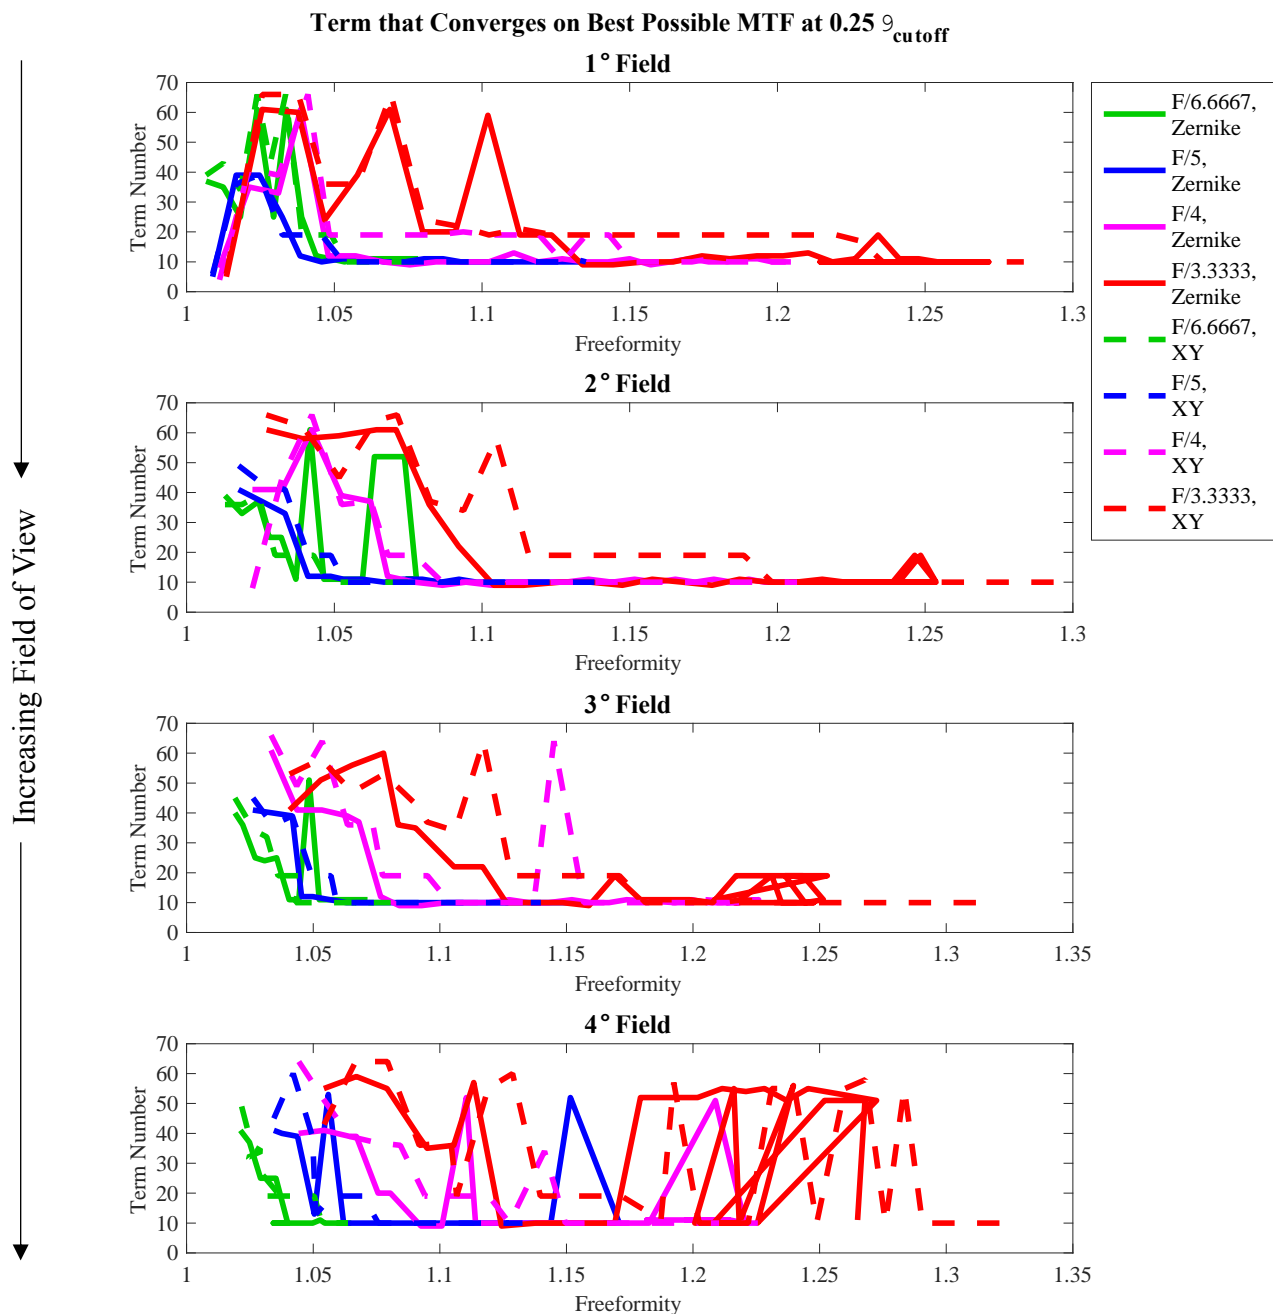 Term that Converges on Best Possible MTF at 0.25 9cutoff
1° Field
70
60
50
40
30
20
10
0
Term Number
1
1.05
1.1
1.15
1.2
1.25
1.3
Freeformity
2° Field
70
60
50
40
30
20
10
0
Term Number
1
1.05
1.1
1.15
1.2
1.25
1.3
Freeformity
3° Field
70
60
50
40
30
20
10
0
Term Number
1
1.05
1.1
1.15
1.2
1.25
1.3
1.35
Freeformity
4° Field
70
60
50
40
30
20
10
0
Term Number
1
1.05
1.1
1.15
1.2
1.25
1.3
1.35
Freeformity
Increasing Field of View
F/6.6667,
Zernike
F/5,
Zernike
F/4,
Zernike
F/3.3333,
Zernike
F/6.6667,
XY
F/5,
XY
F/4,
XY
F/3.3333,
XY